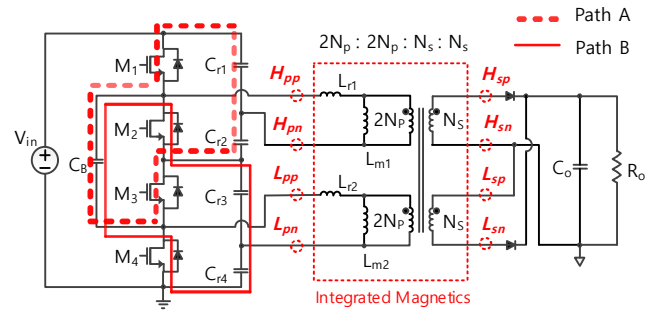 Path A
Path B
2Np : 2Np : Ns : Ns
M1
Cr1
Hpp
Lr1
Hsp
2NP
NS
Hsn
Vin
M2
Cr2
Hpn
Lm1
CB
Co
Ro
M3
Cr3
Lpp
Lr2
Lsp
2NP
NS
Lpn
Lsn
M4
Cr4
Lm2
Integrated Magnetics